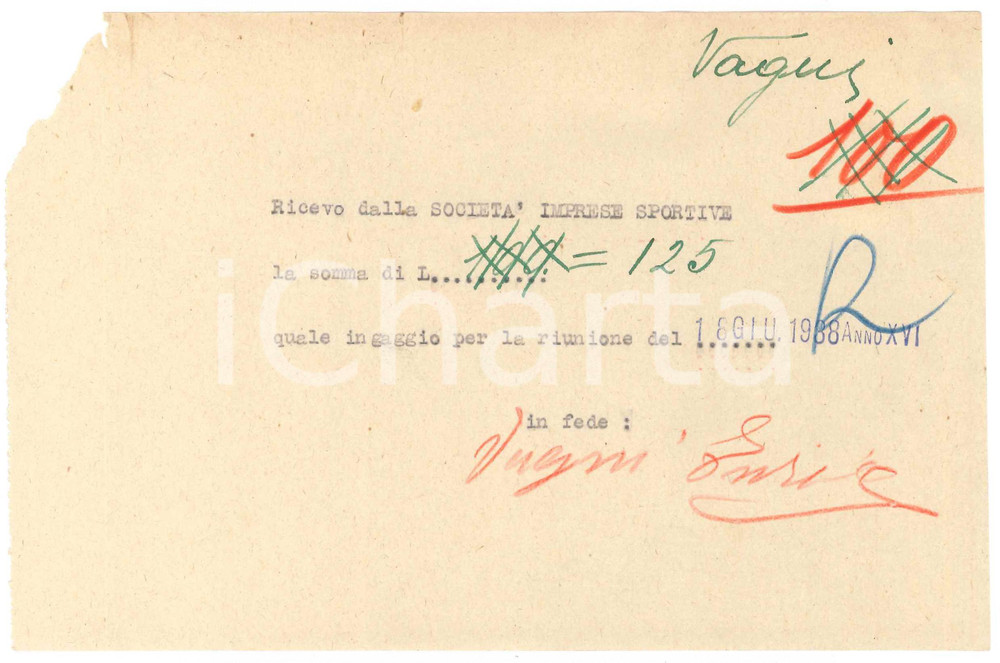 Vagni
100
Ricevo dalla SOCIETA' IMPRESE SPORTIVE
la somma di L.......... = 125
quale ingaggio per la riunione del 18 GIU. 1938 ANNO XVI
R
in fede :
Vagni Enrico
iCharta